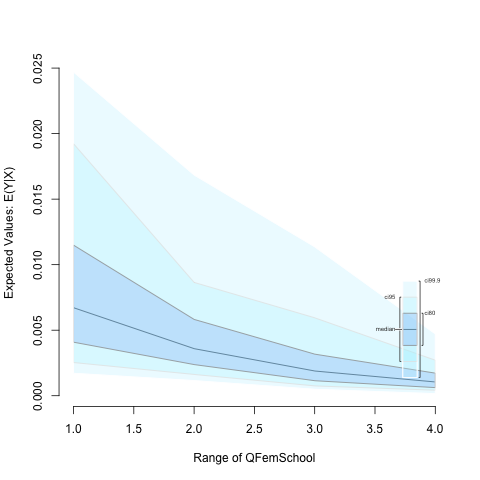 0.025
0.020
0.015
0.010
0.005
0.000
Expected Values: E(Y|X)
ci99.9
ci95
ci80
median
1.0 1.5 2.0 2.5 3.0 3.5 4.0
Range of QFemSchool